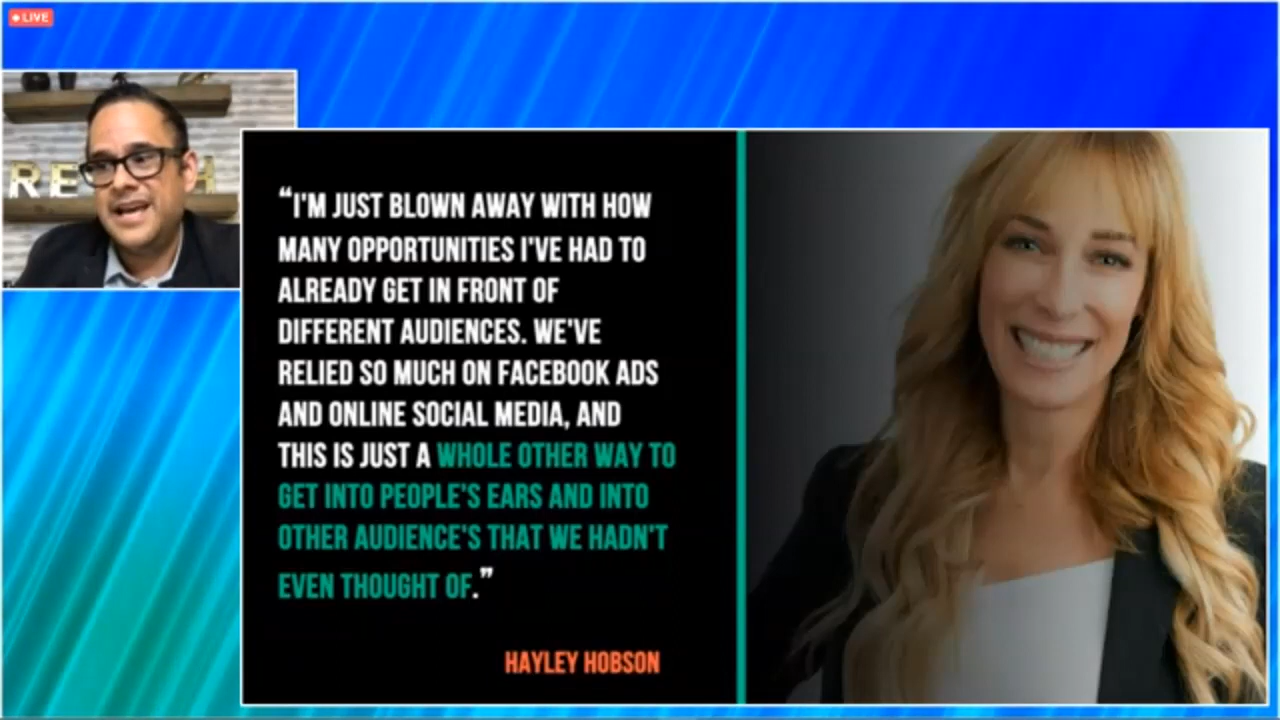 LIVE
RE H
“I'M JUST BLOWN AWAY WITH HOW
MANY OPPORTUNITIES I'VE HAD TO
ALREADY GET IN FRONT OF
DIFFERENT AUDIENCES. WE'VE
RELIED SO MUCH ON FACEBOOK ADS
AND ONLINE SOCIAL MEDIA, AND
THIS IS JUST A WHOLE OTHER WAY TO
GET INTO PEOPLE'S EARS AND INTO
OTHER AUDIENCE'S THAT WE HADN'T
EVEN THOUGHT OF.”
HAYLEY HOBSON